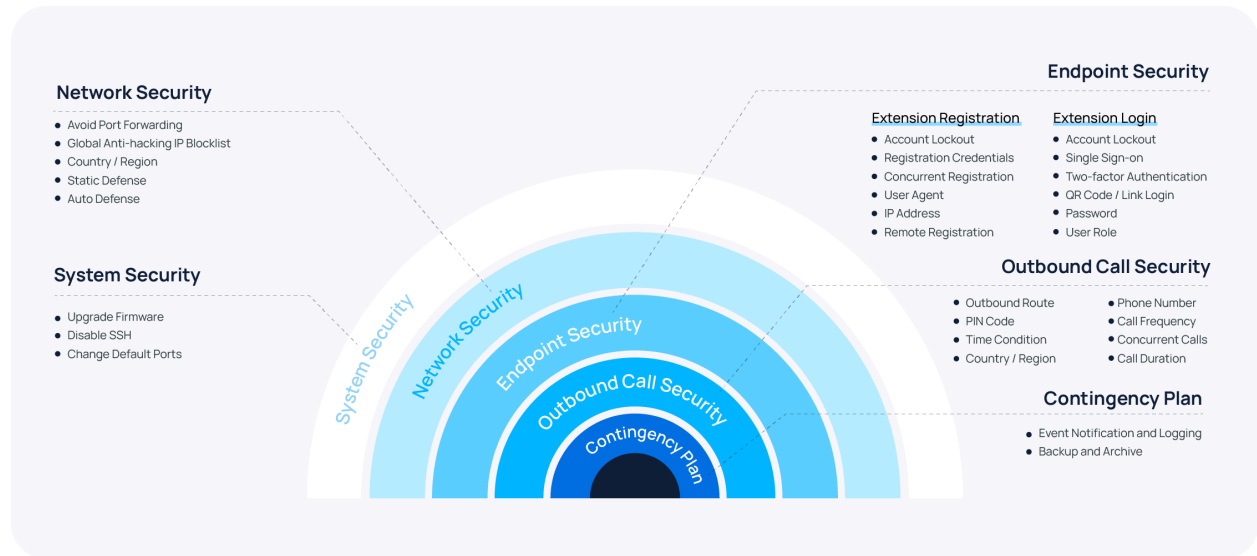 Network Security
Avoid Port Forwarding
Global Anti-hacking IP Blocklist
Country / Region
Static Defense
Auto Defense
System Security
Upgrade Firmware
Disable SSH
Change Default Ports
System Security
Network Security
Endpoint Security
Outbound Call Security
Contingency Plan
Endpoint Security
Extension Registration
Account Lockout
Registration Credentials
Concurrent Registration
User Agent
IP Address
Remote Registration
Extension Login
Account Lockout
Single Sign-on
Two-factor Authentication
QR Code / Link Login
Password
User Role
Outbound Call Security
Outbound Route
PIN Code
Time Condition
Country / Region
Phone Number
Call Frequency
Concurrent Calls
Call Duration
Contingency Plan
Event Notification and Logging
Backup and Archive